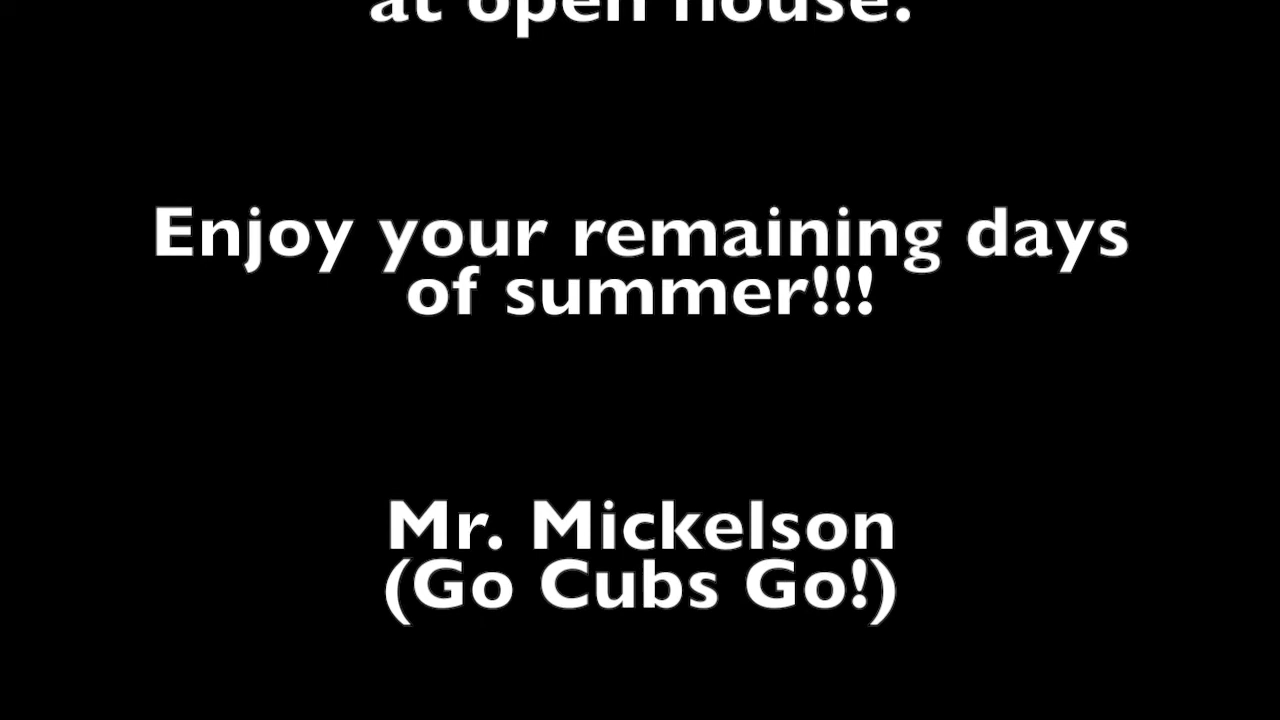 at open house.
Enjoy your remaining days
of summer!!!
Mr. Mickelson
(Go Cubs Go!)